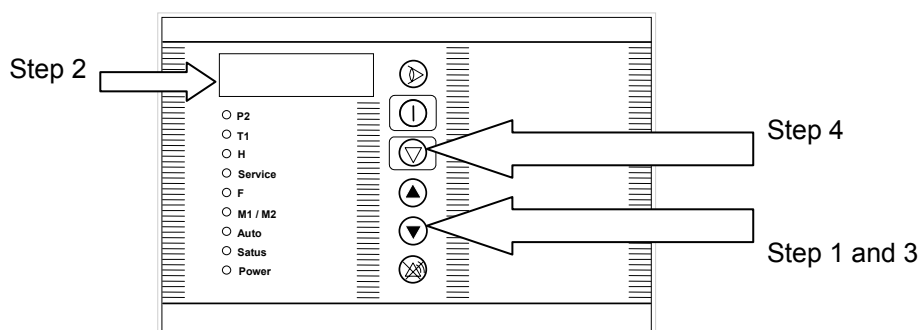 Step 2
P2
T1
H
Service
F
M1 / M2
Auto
Satus
Power
Step 4
Step 1 and 3